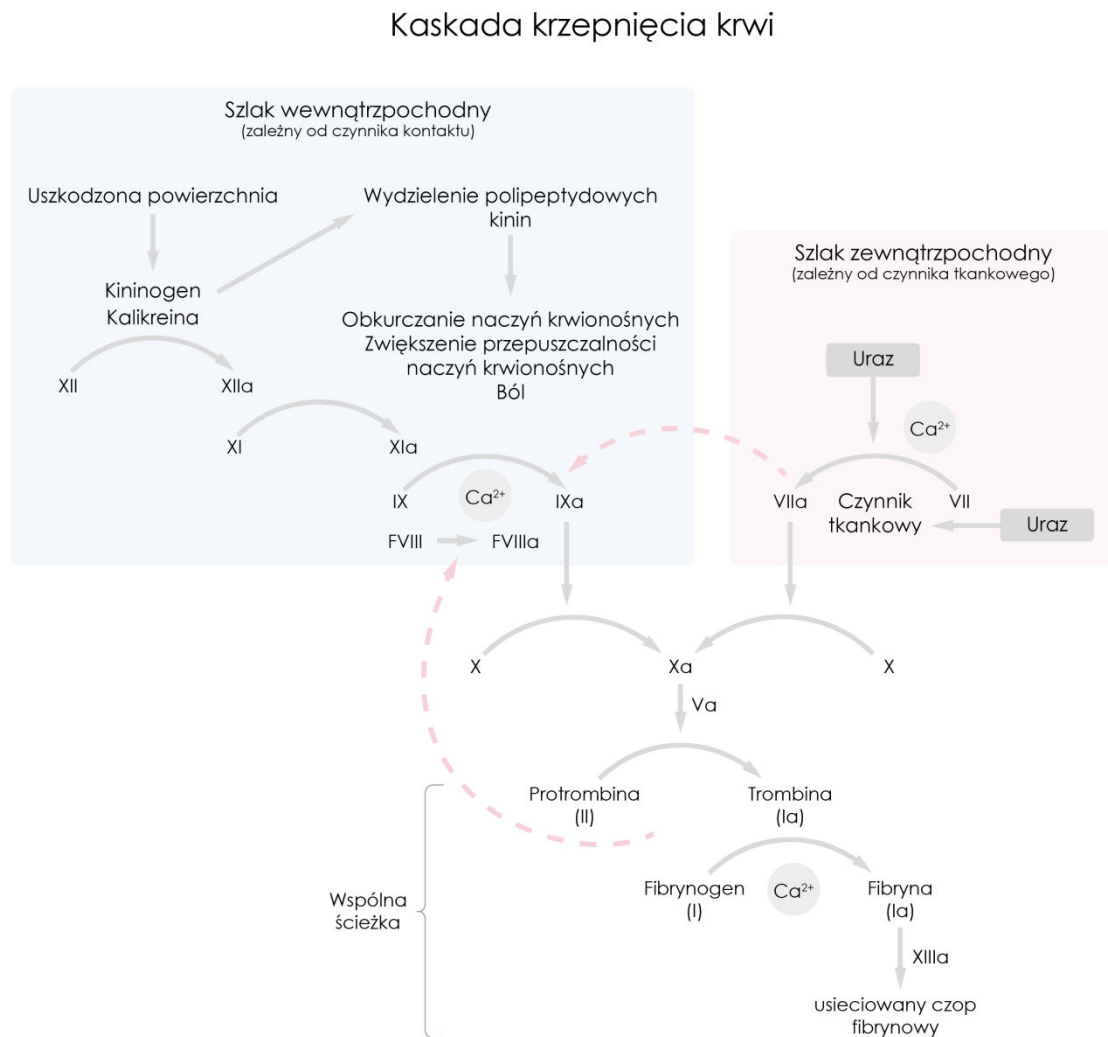 Kaskada krzepnięcia krwi
Szlak wewnątrzpochodny
(zależny od czynnika kontaktu)
Uszkodzona powierzchnia
Wydzielenie polipeptydowych
kinin
Kininogen
Kalikreina
Obkurczanie naczyń krwionośnych
Zwiększenie przepuszczalności
naczyń krwionośnych
Ból
XII
XIIa
XI
XIa
IX
Ca²⁺
IXa
FVIII
FVIIIa
Szlak zewnątrzpochodny
(zależny od czynnika tkankowego)
Uraz
Ca²⁺
VIIa
Czynnik
tkankowy
VII
Uraz
X
Xa
X
Va
Protrombina
(II)
Trombina
(Ia)
Wspólna
ścieżka
Fibrynogen
(I)
Ca²⁺
Fibryna
(Ia)
XIIIa
usieciowany czop
fibrynowy